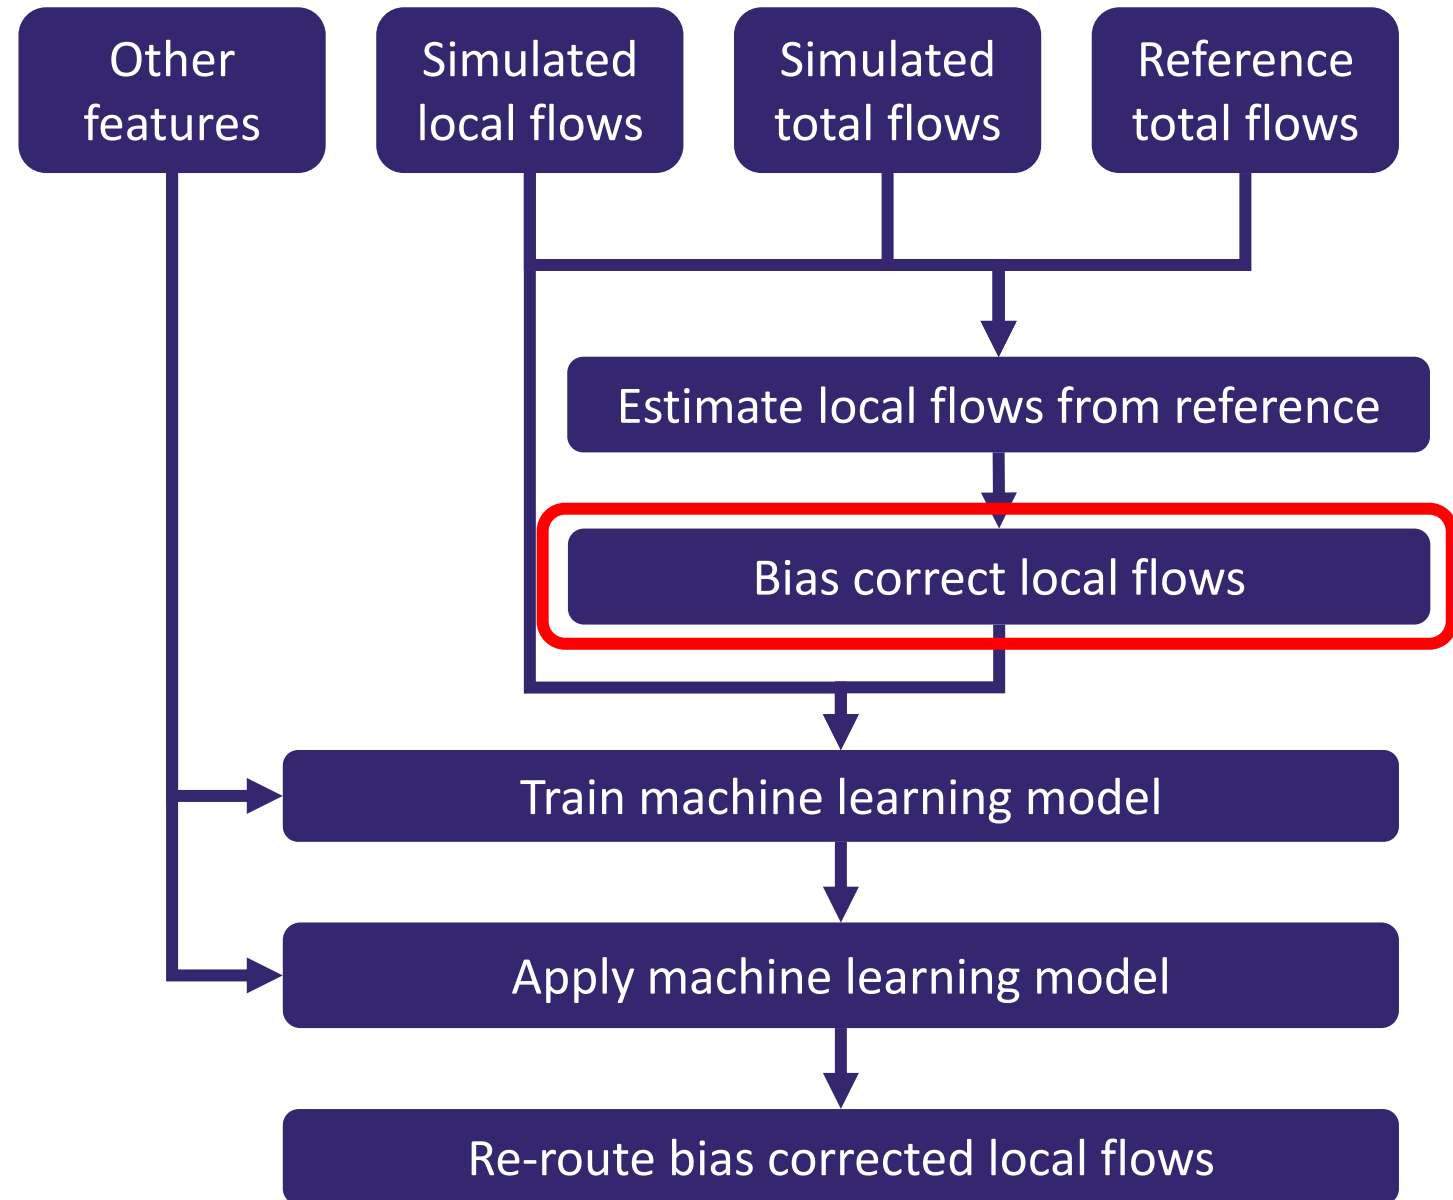 Other
features
Simulated
local flows
Simulated
total flows
Reference
total flows
Estimate local flows from reference
Bias correct local flows
Train machine learning model
Apply machine learning model
Re-route bias corrected local flows